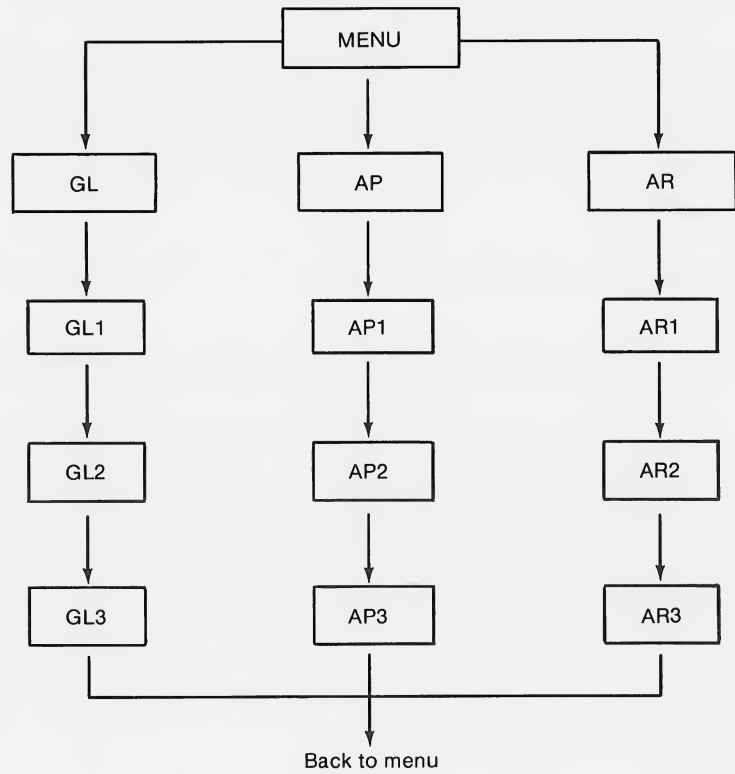 MENU
GL
AP
AR
GL1
AP1
AR1
GL2
AP2
AR2
GL3
AP3
AR3
Back to menu